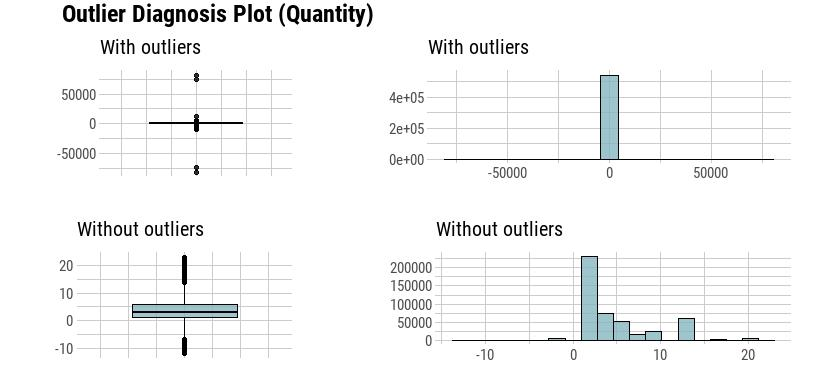 Outlier Diagnosis Plot (Quantity)
With outliers
50000
0
-50000
With outliers
4e+05
2e+05
0e+00
-50000 0 50000
Without outliers
20
10
0
-10
Without outliers
200000
150000
100000
50000
0
-10 0 10 20